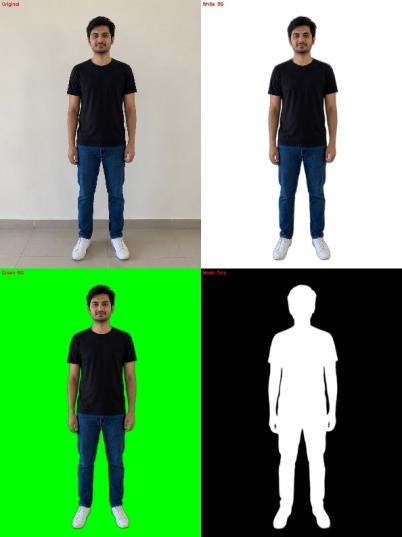 Original
White BG
Green BG
Mask Only